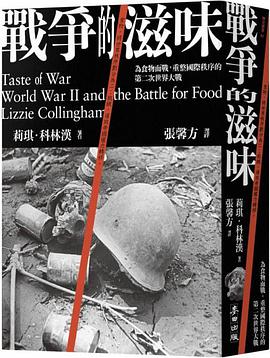 戰爭的滋味
Taste of War
World War II and the Battle for Food
Lizzie Collingham
為食物而戰,重整國際秩序的
第二次世界大戰
莉琪・科林漢 著
張馨方 譯
戰爭的滋味
莉琪・科林漢 著
張馨方 譯
為食物而戰,重整國際秩序的
第二次世界大戰
麥田出版